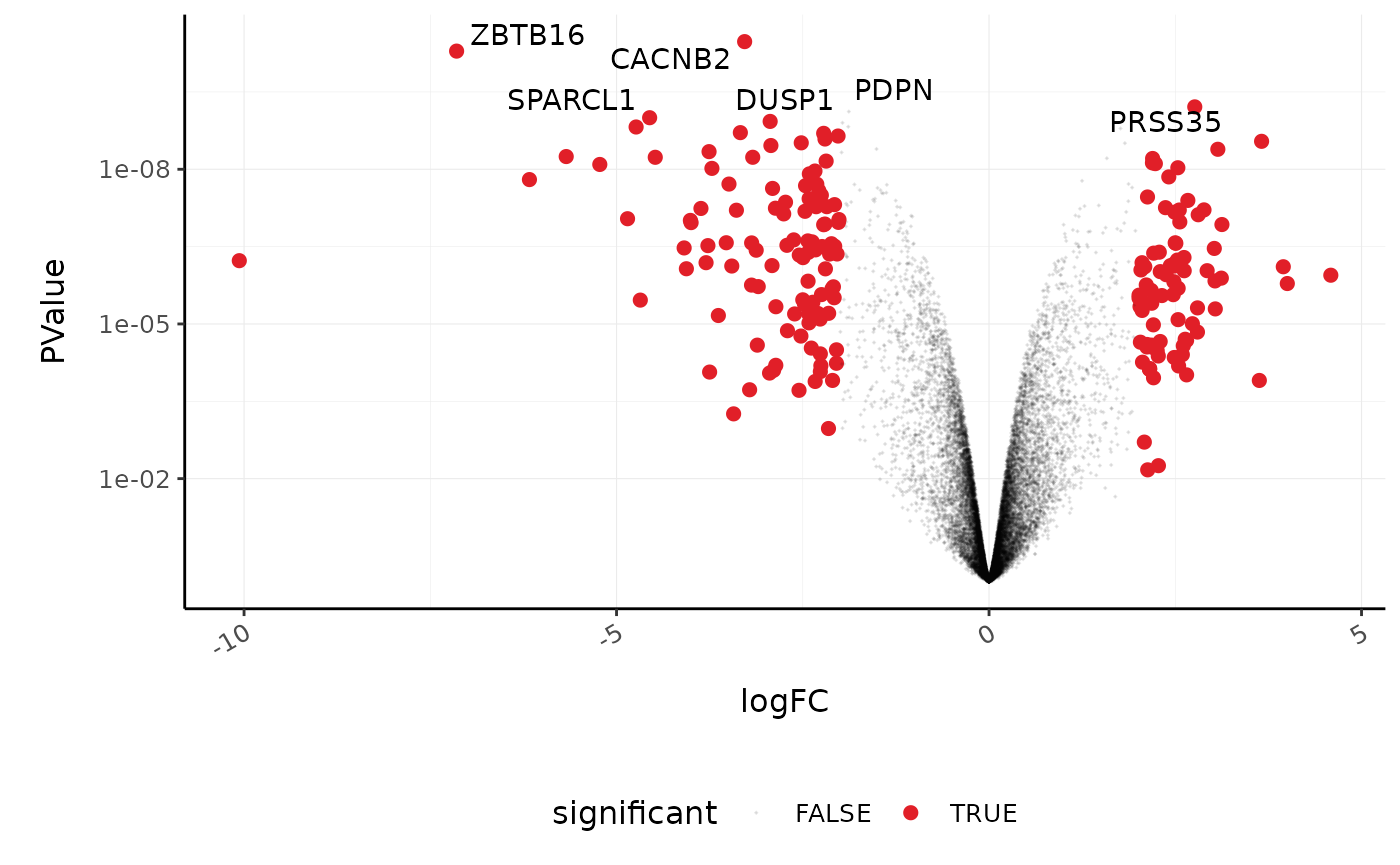 ZBTB16
CACNB2
SPARCL1
DUSP1
PDPN
PRSS35
1e-08
1e-05
1e-02
PValue
-10
-5
0
5
logFC
significant FALSE TRUE